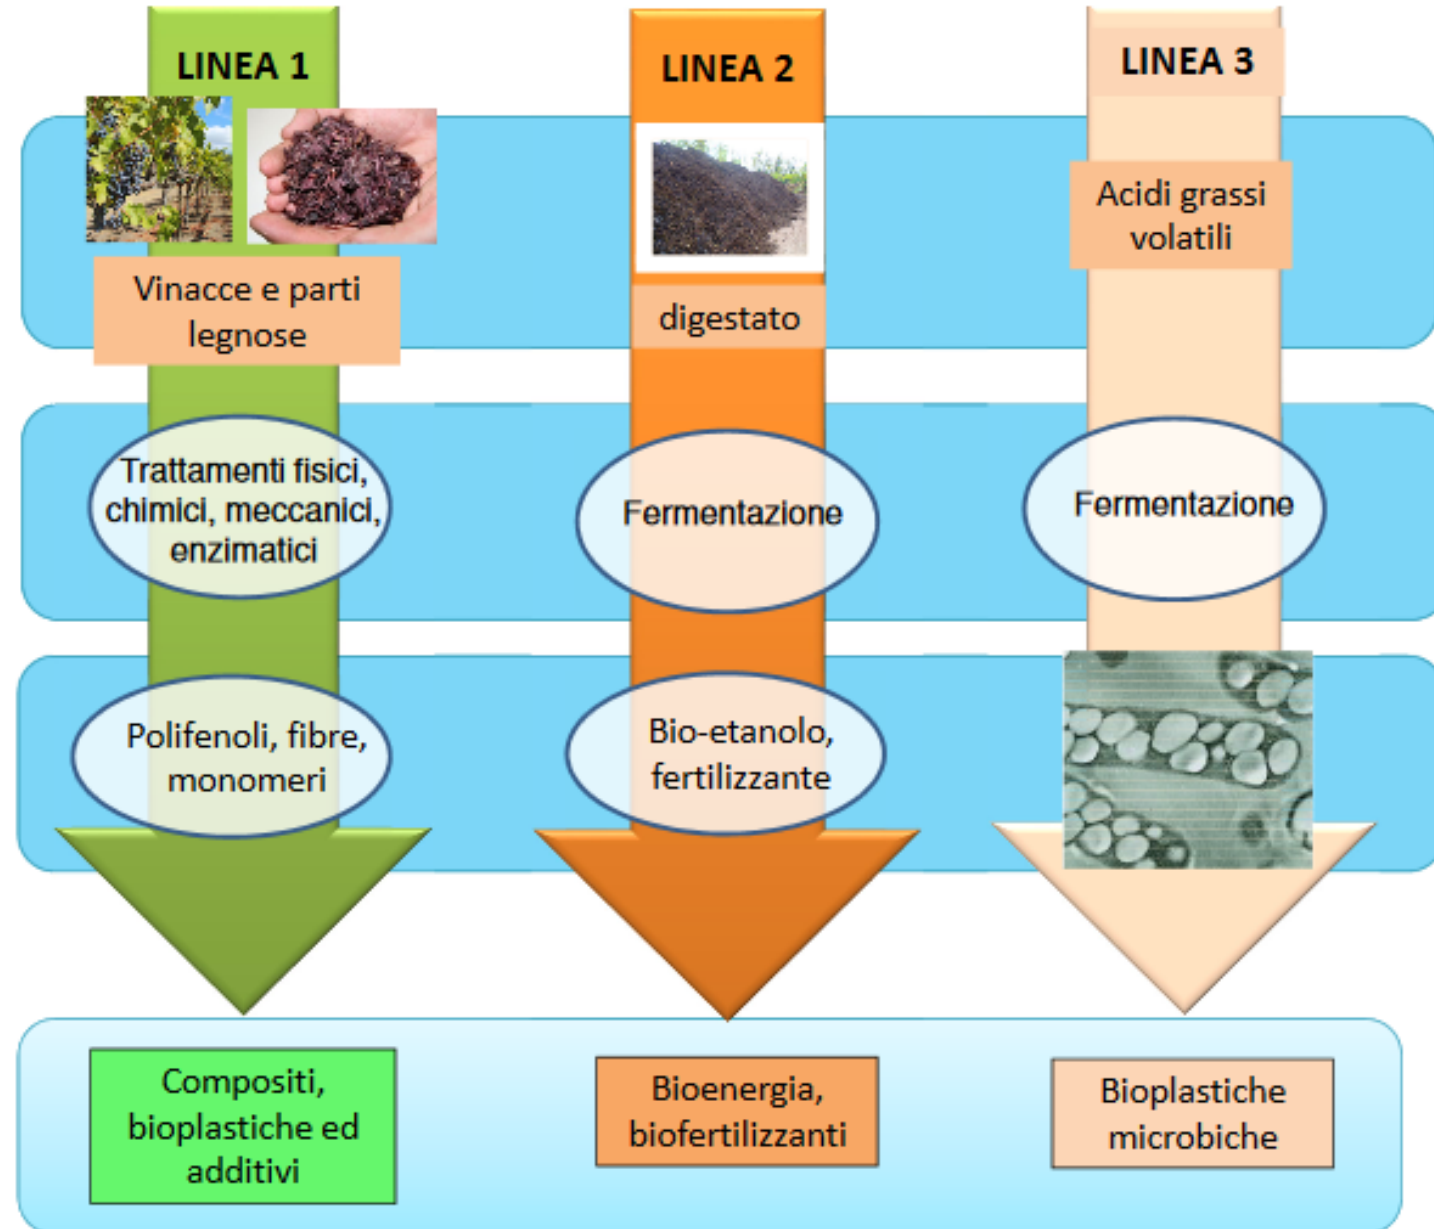 LINEA 1
LINEA 2
LINEA 3
Vinacce e parti
legnose
digestato
Acidi grassi
volatili
Trattamenti fisici,
chimici, meccanici,
enzimatici
Fermentazione
Fermentazione
Polifenoli, fibre,
monomeri
Bio-etanolo,
fertilizzante
Compositi,
bioplastiche ed
additivi
Bioenergia,
biofertilizzanti
Bioplastiche
microbiche